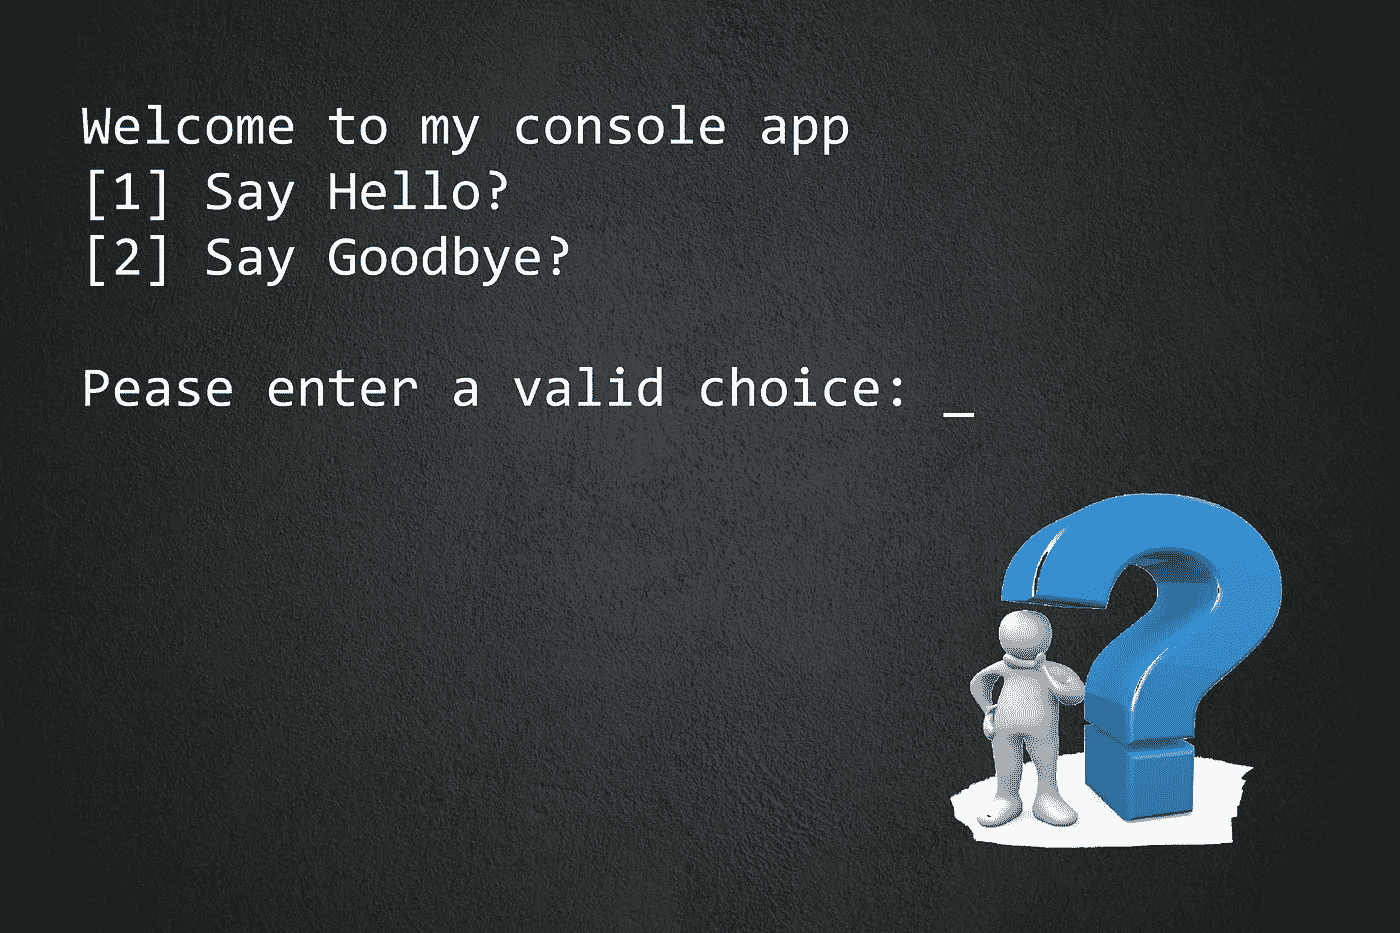 Welcome to my console app
[1] Say Hello?
[2] Say Goodbye?
Pease enter a valid choice: _